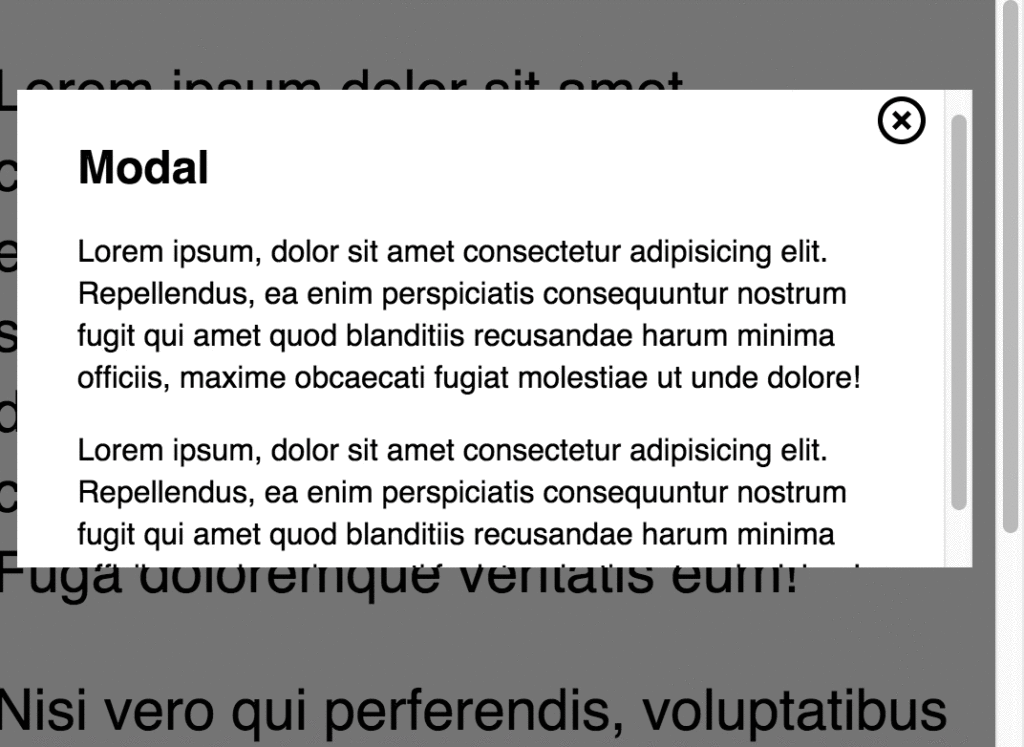 Lorem ipsum dolor sit amet
Modal
Lorem ipsum, dolor sit amet consectetur adipisicing elit.
Repellendus, ea enim perspiciatis consequuntur nostrum
fugit qui amet quod blanditiis recusandae harum minima
officiis, maxime obcaecati fugiat molestiae ut unde dolore!
Lorem ipsum, dolor sit amet consectetur adipisicing elit.
Repellendus, ea enim perspiciatis consequuntur nostrum
fugit qui amet quod blanditiis recusandae harum minima
Fuga doloremque veritatis eum!
Nisi vero qui perferendis, voluptatibus